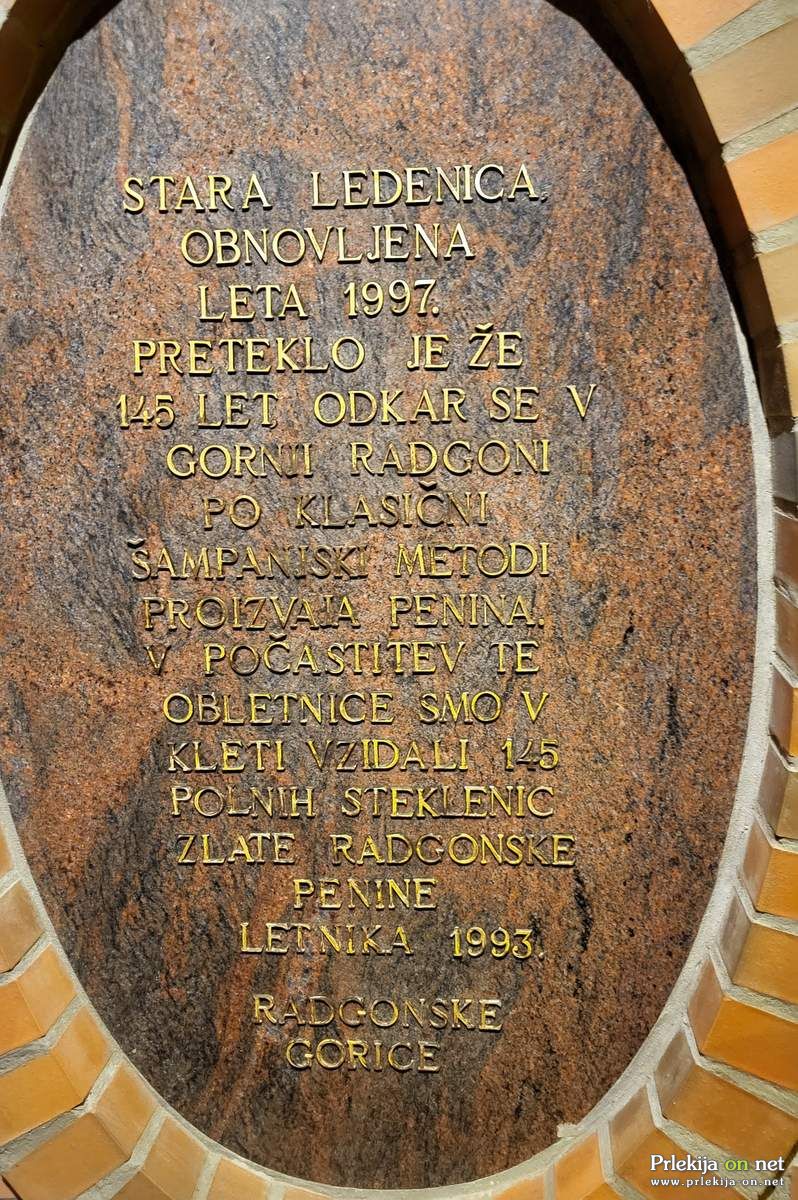 STARA LEDENICA,
OBNOVLJENA
LETA 1997.
PRETEKLO JE ŽE
145 LET, ODKAR SE V
GORNJI RADGONI
PO KLASIČNI
ŠAMPANJSKI METODI
PROIZVAJA PENINA.
V POČASTITEV TE
OBLETNICE SMO V
KLETI VZIDALI 145
POLNIH STEKLENIC
ZLATE RADGONSKE
PENINE
LETNIKA 1993.
RADGONSKE
GORICE
Prlekija on net
www.prlekija-on.net